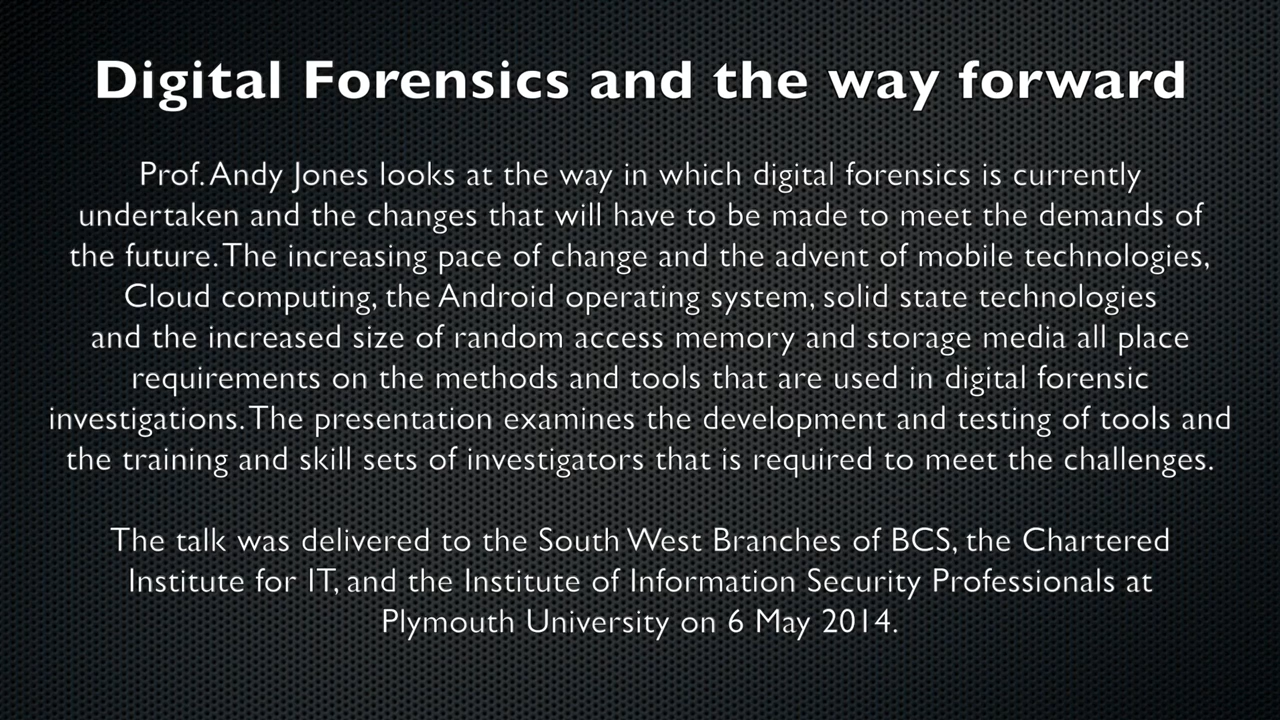 Digital Forensics and the way forward
Prof. Andy Jones looks at the way in which digital forensics is currently
undertaken and the changes that will have to be made to meet the demands of
the future. The increasing pace of change and the advent of mobile technologies,
Cloud computing, the Android operating system, solid state technologies
and the increased size of random access memory and storage media all place
requirements on the methods and tools that are used in digital forensic
investigations. The presentation examines the development and testing of tools and
the training and skill sets of investigators that is required to meet the challenges.
The talk was delivered to the South West Branches of BCS, the Chartered
Institute for IT, and the Institute of Information Security Professionals at
Plymouth University on 6 May 2014.